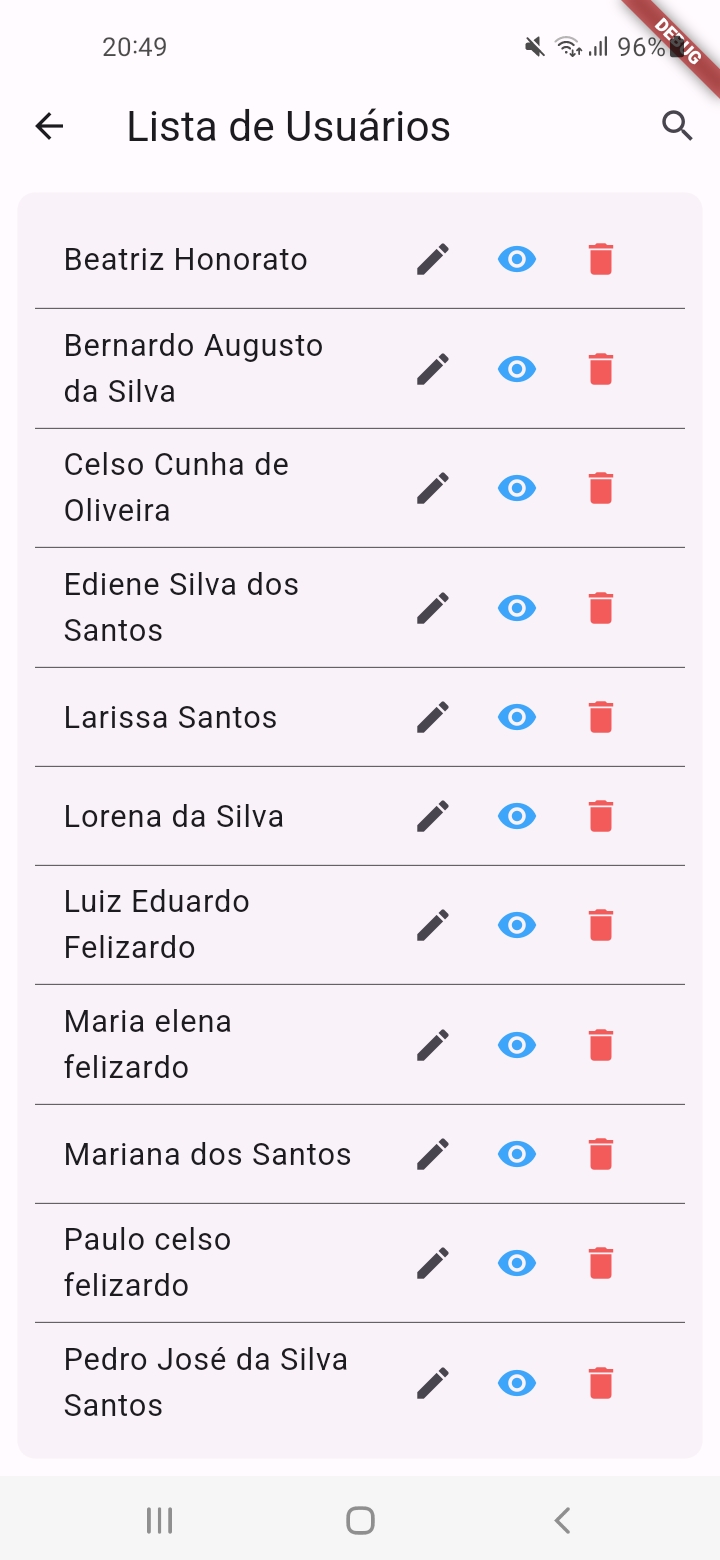 20:49
96%
DEBUG
Lista de Usuários
Beatriz Honorato
Bernardo Augusto
da Silva
Celso Cunha de
Oliveira
Ediene Silva dos
Santos
Larissa Santos
Lorena da Silva
Luiz Eduardo
Felizardo
Maria elena
felizardo
Mariana dos Santos
Paulo celso
felizardo
Pedro José da Silva
Santos